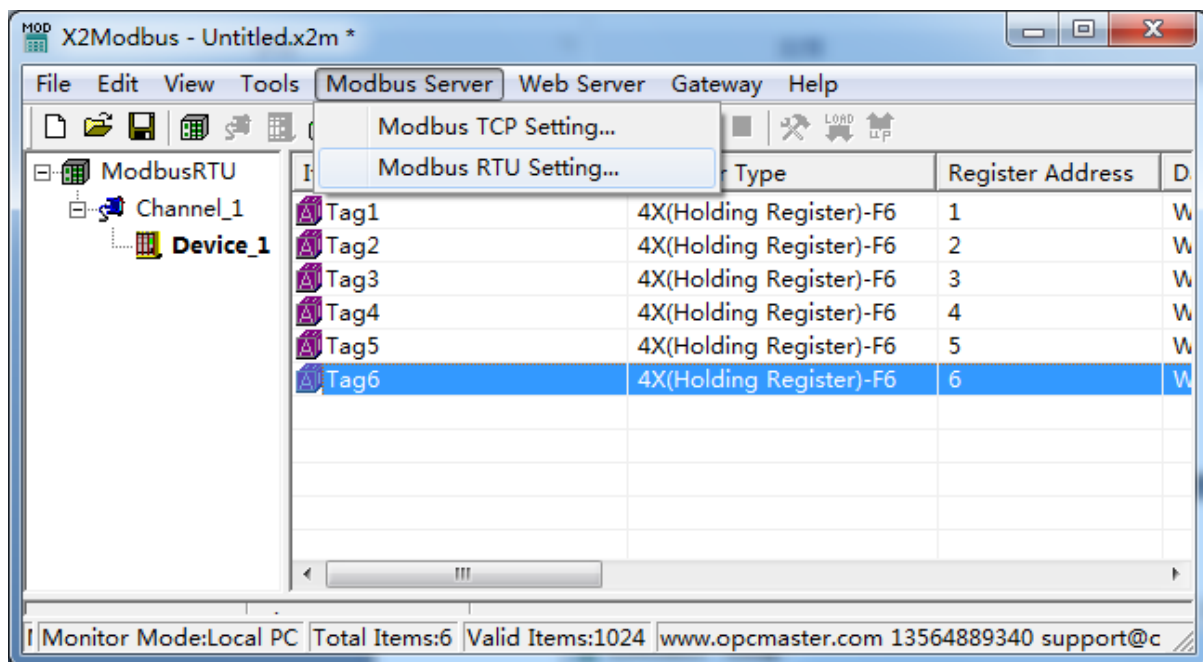 MOD
X2Modbus - Untitled.x2m *
File Edit View Tools Modbus Server Web Server Gateway Help
Modbus TCP Setting...
LOAD
UP
Modbus RTU Setting...
ModbusRTU
Type
Register Address
Channel_1
Device_1
Tag1 4X(Holding Register)-F6 1 W
Tag2 4X(Holding Register)-F6 2 W
Tag3 4X(Holding Register)-F6 3 W
Tag4 4X(Holding Register)-F6 4 W
Tag5 4X(Holding Register)-F6 5 W
Tag6 4X(Holding Register)-F6 6 W
Monitor Mode:Local PC Total Items:6 Valid Items:1024 www.opcmaster.com 13564889340 support@c